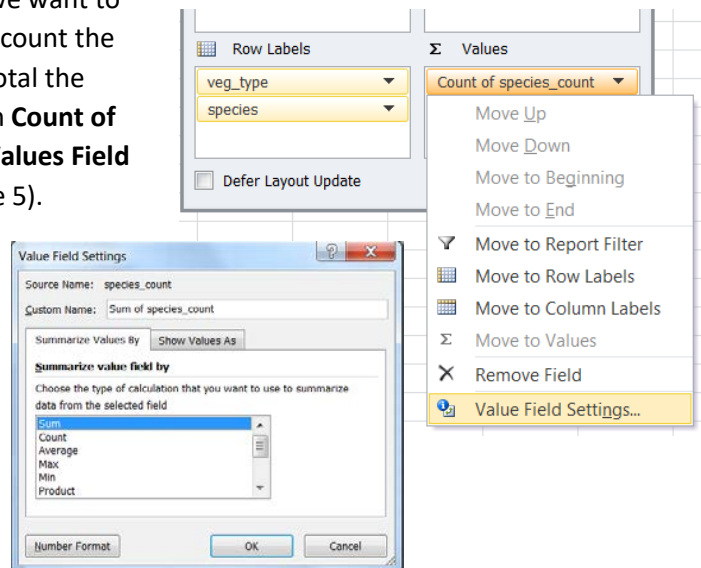 ve want to
count the
otal the
n Count of
Values Field
e 5).
Row Labels
Σ Values
veg_type
species
Count of species_count
Defer Layout Update
Move Up
Move Down
Move to Beginning
Move to End
Move to Report Filter
Move to Row Labels
Move to Column Labels
Σ Move to Values
Remove Field
Value Field Settings...
Value Field Settings
Source Name: species_count
Custom Name: Sum of species_count
Summarize Values By Show Values As
Summarize value field by
Choose the type of calculation that you want to use to summarize
data from the selected field
Sum
Count
Average
Max
Min
Product
Number Format OK Cancel